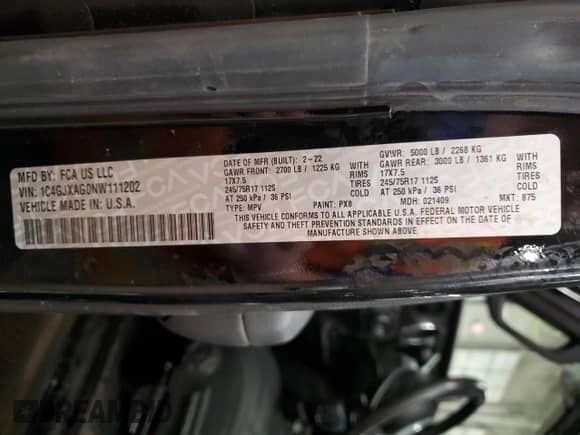 MFD BY: FCA US LLC
VIN: 1C4GJXAG0NW111202
VEHICLE MADE IN: U.S.A.
DATE OF MFR (BUILT): 2-22
GAWR FRONT: 2700 LB / 1225 KG
17X7.5 RIMS
245/75R17 112S TIRES
AT 250 kPa / 36 PSI COLD
TYPE: MPV PAINT: PX8
GVWR: 5000 LB / 2268 KG
GAWR REAR: 3000 LB / 1361 KG
17X7.5 RIMS
245/75R17 112S TIRES
AT 250 kPa / 36 PSI COLD
MDH: 021409 MKT: 875
THIS VEHICLE CONFORMS TO ALL APPLICABLE U.S.A. FEDERAL MOTOR VEHICLE
SAFETY AND THEFT PREVENTION STANDARDS IN EFFECT ON THE DATE OF
MANUFACTURE SHOWN ABOVE.